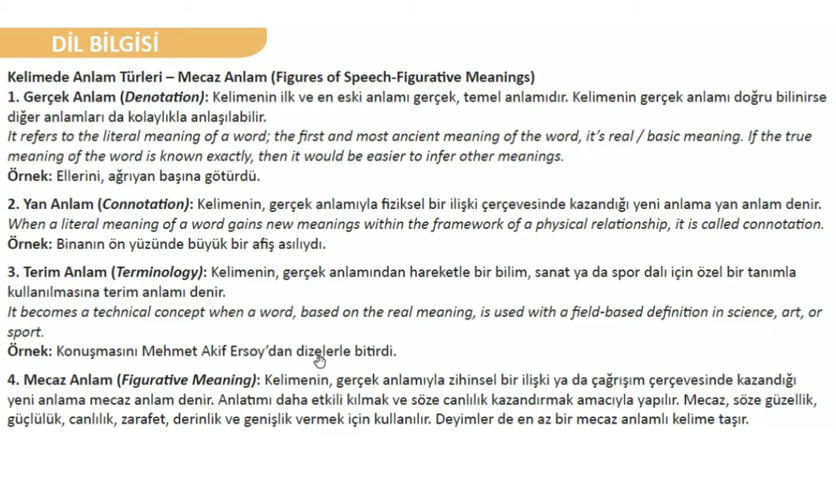 DİL BİLGİSİ
Kelimede Anlam Türleri – Mecaz Anlam (Figures of Speech-Figurative Meanings)
1. Gerçek Anlam (Denotation): Kelimenin ilk ve en eski anlamı gerçek, temel anlamıdır. Kelimenin gerçek anlamı doğru bilinirse
diğer anlamları da kolaylıkla anlaşılabilir.
It refers to the literal meaning of a word; the first and most ancient meaning of the word, it's real / basic meaning. If the true
meaning of the word is known exactly, then it would be easier to infer other meanings.
Örnek: Ellerini, ağrıyan başına götürdü.
2. Yan Anlam (Connotation): Kelimenin, gerçek anlamıyla fiziksel bir ilişki çerçevesinde kazandığı yeni anlama yan anlam denir.
When a literal meaning of a word gains new meanings within the framework of a physical relationship, it is called connotation.
Örnek: Binanın ön yüzünde büyük bir afiş asılıydı.
3. Terim Anlam (Terminology): Kelimenin, gerçek anlamından hareketle bir bilim, sanat ya da spor dalı için özel bir tanımla
kullanılmasına terim anlamı denir.
It becomes a technical concept when a word, based on the real meaning, is used with a field-based definition in science, art, or
sport.
Örnek: Konuşmasını Mehmet Akif Ersoy'dan dizelerle bitirdi.
4. Mecaz Anlam (Figurative Meaning): Kelimenin, gerçek anlamıyla zihinsel bir ilişki ya da çağrışım çerçevesinde kazandığı
yeni anlama mecaz anlam denir. Anlatımı daha etkili kılmak ve söze canlılık kazandırmak amacıyla yapılır. Mecaz, söze güzellik,
güçlülük, canlılık, zarafet, derinlik ve genişlik vermek için kullanılır. Deyimler de en az bir mecaz anlamlı kelime taşır.